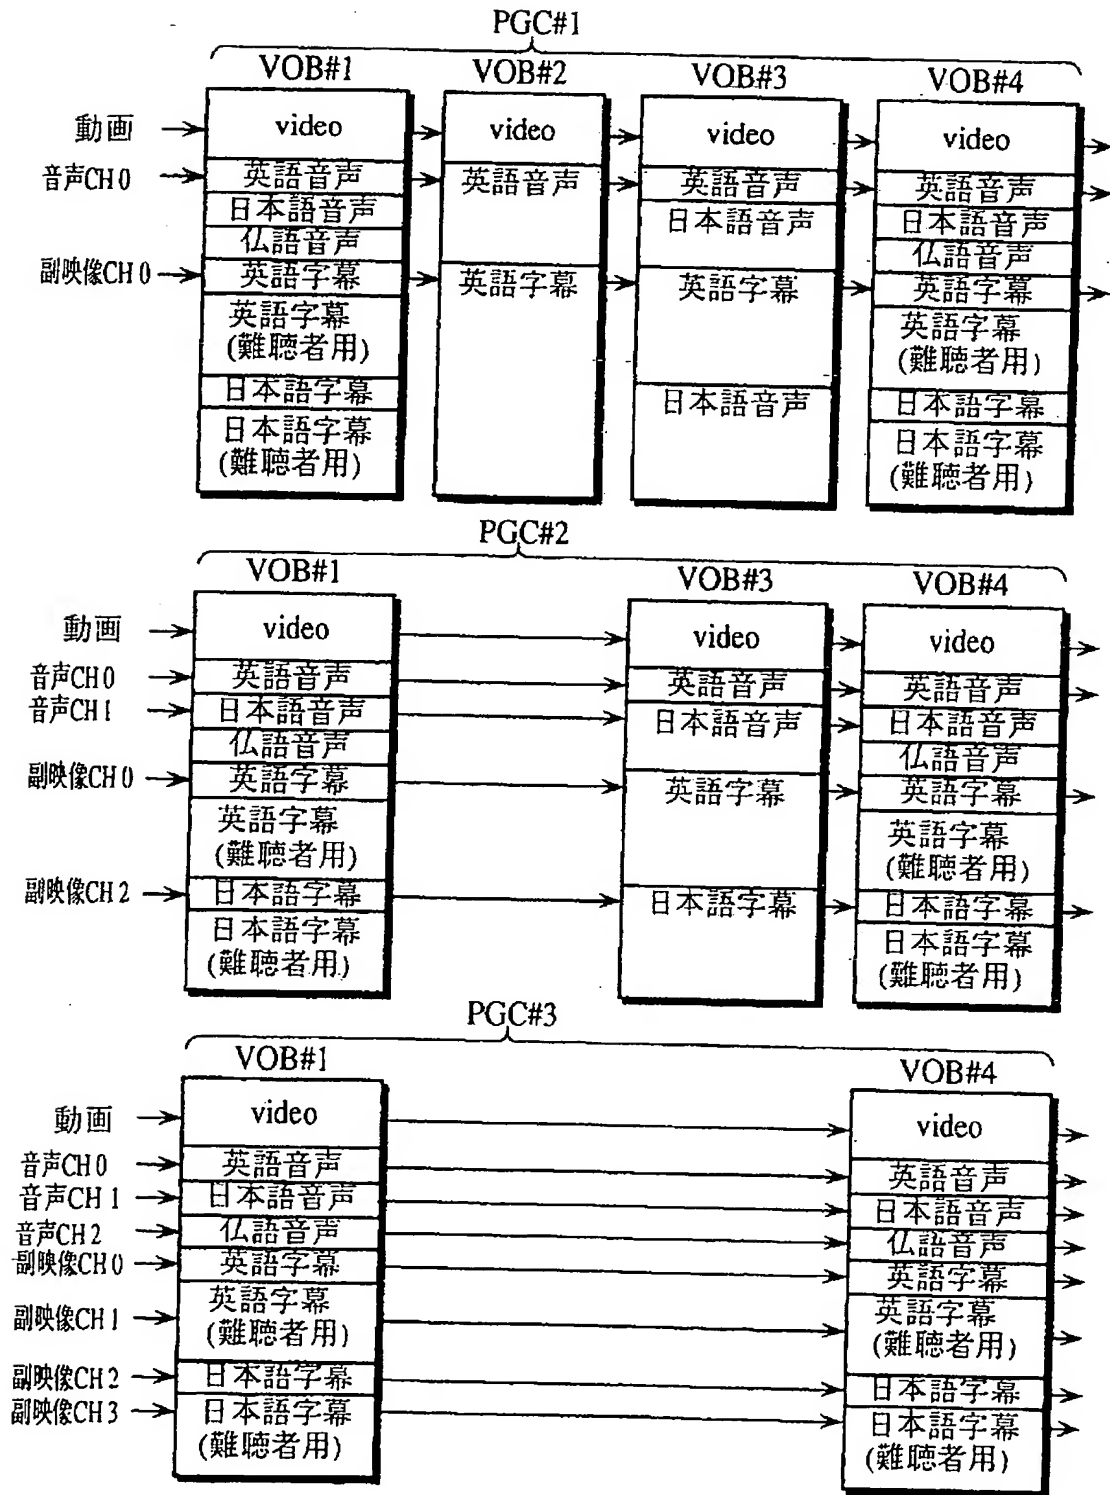 PGC#1
VOB#1 VOB#2 VOB#3 VOB#4
動画 video video video video
音声CH0 英語音声 英語音声 英語音声 英語音声
日本語音声 日本語音声 日本語音声
仏語音声 仏語音声
副映像CH0 英語字幕 英語字幕 英語字幕 英語字幕
英語字幕 英語字幕
(難聴者用) (難聴者用)
日本語字幕 日本語音声 日本語字幕
日本語字幕 日本語字幕
(難聴者用) (難聴者用)
PGC#2
VOB#1 VOB#3 VOB#4
動画 video video video
音声CH0 英語音声 英語音声 英語音声
音声CH1 日本語音声 日本語音声 日本語音声
仏語音声 仏語音声
副映像CH0 英語字幕 英語字幕 英語字幕
英語字幕 英語字幕
(難聴者用) (難聴者用)
副映像CH2 日本語字幕 日本語字幕 日本語字幕
日本語字幕 日本語字幕
(難聴者用) (難聴者用)
PGC#3
VOB#1 VOB#4
動画 video video
音声CH0 英語音声 英語音声
音声CH1 日本語音声 日本語音声
音声CH2 仏語音声 仏語音声
副映像CH0 英語字幕 英語字幕
副映像CH1 英語字幕 英語字幕
(難聴者用) (難聴者用)
副映像CH2 日本語字幕 日本語字幕
副映像CH3 日本語字幕 日本語字幕
(難聴者用) (難聴者用)